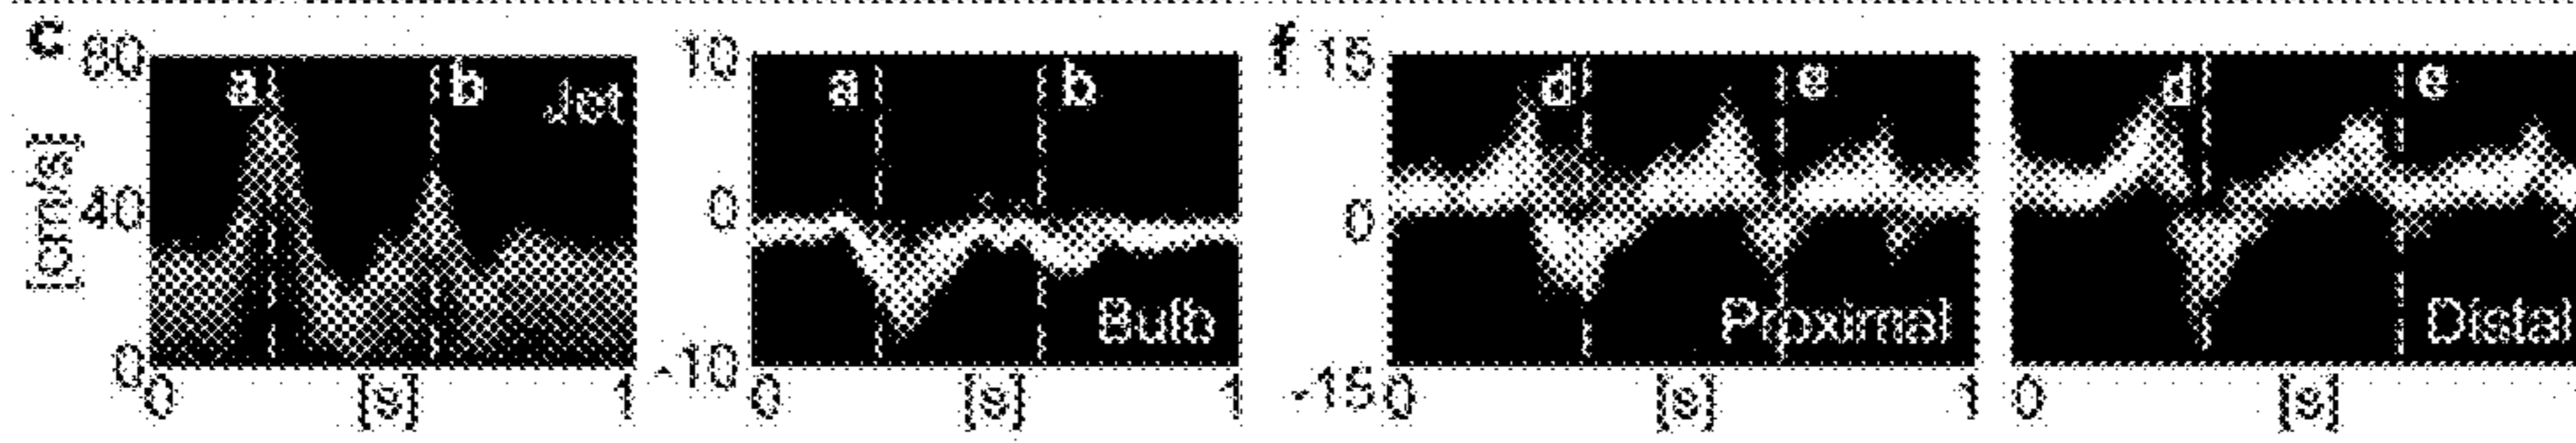 c 80 a b Jet 10 a b f 15 d e d e
[cm/s] 40 0 0
Bulb Proximal Distal
0 -10 -15
0 [s] 1 0 [s] 1 0 [s] 1 0 [s]